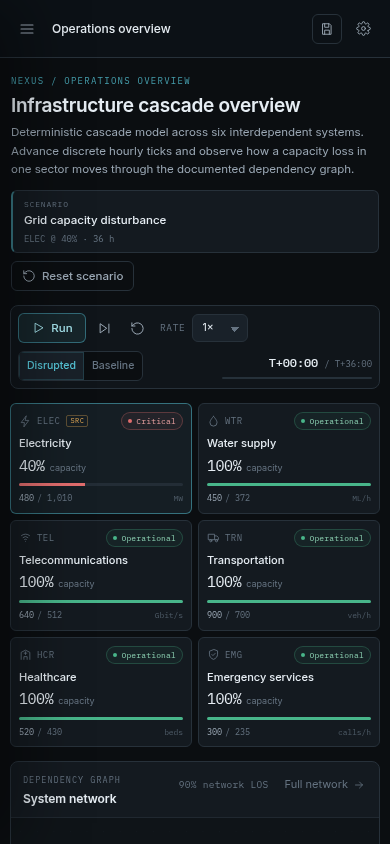 Operations overview
NEXUS / OPERATIONS OVERVIEW
Infrastructure cascade overview
Deterministic cascade model across six interdependent systems.
Advance discrete hourly ticks and observe how a capacity loss in
one sector moves through the documented dependency graph.
SCENARIO
Grid capacity disturbance
ELEC @ 40% · 36 h
Reset scenario
Run
RATE
1×
Disrupted
Baseline
T+00:00 / T+36:00
ELEC SRC Critical
Electricity
40% capacity
480 / 1,010 MW
WTR Operational
Water supply
100% capacity
450 / 372 ML/h
TEL Operational
Telecommunications
100% capacity
640 / 512 Gbit/s
TRN Operational
Transportation
100% capacity
900 / 700 veh/h
HCR Operational
Healthcare
100% capacity
520 / 430 beds
EMG Operational
Emergency services
100% capacity
300 / 235 calls/h
DEPENDENCY GRAPH
System network
90% network LOS
Full network →